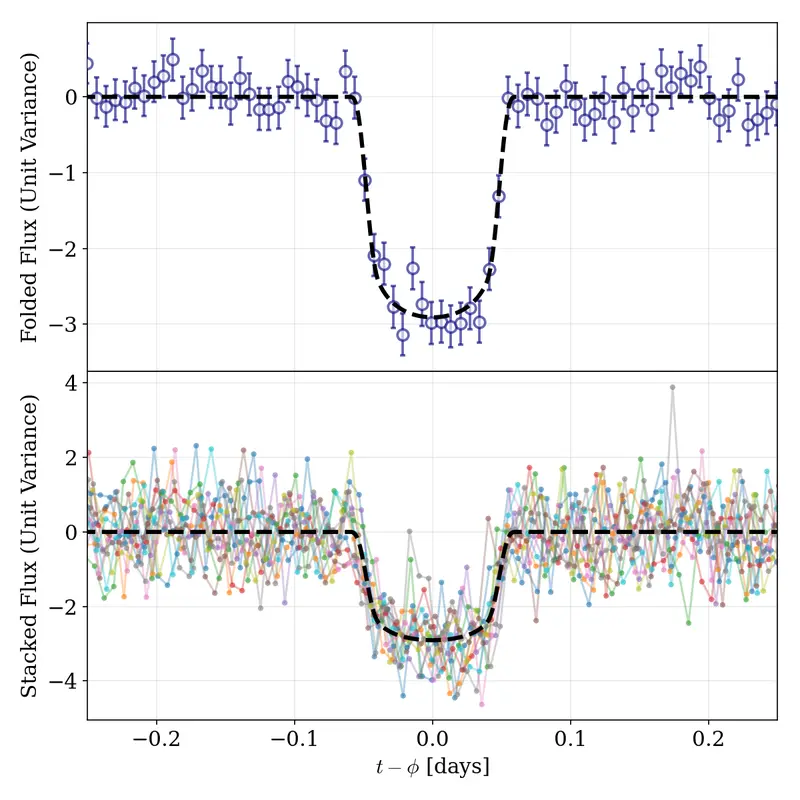 Folded Flux (Unit Variance)
0
−1
−2
−3
Stacked Flux (Unit Variance)
4
2
0
−2
−4
−0.2 −0.1 0.0 0.1 0.2
t − ϕ [days]